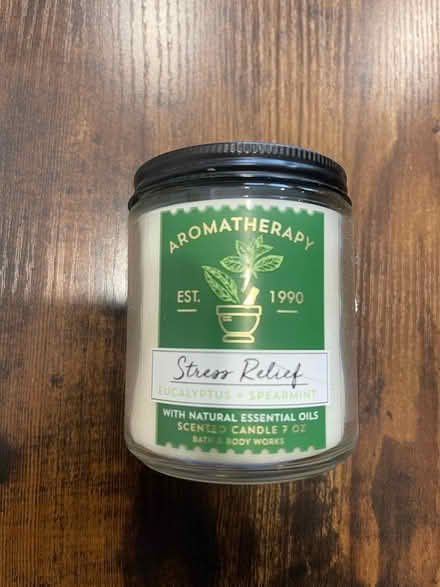 AROMATHERAPY
EST. 1990
Stress Relief
EUCALYPTUS + SPEARMINT
WITH NATURAL ESSENTIAL OILS
SCENTED CANDLE 7 OZ
BATH & BODY WORKS